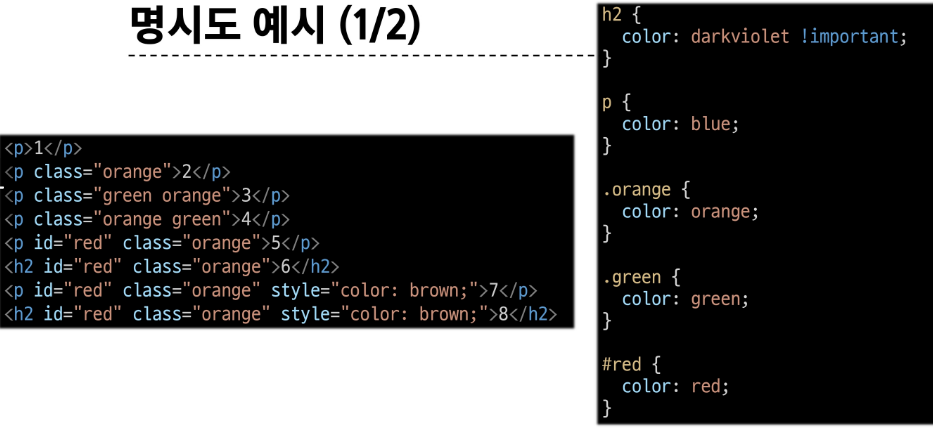 명시도 예시 (1/2)
<p>1</p>
<p class="orange">2</p>
<p class="green orange">3</p>
<p class="orange green">4</p>
<p id="red" class="orange">5</p>
<h2 id="red" class="orange">6</h2>
<p id="red" class="orange" style="color: brown;">7</p>
<h2 id="red" class="orange" style="color: brown;">8</h2>
h2 {
  color: darkviolet !important;
}
p {
  color: blue;
}
.orange {
  color: orange;
}
.green {
  color: green;
}
#red {
  color: red;
}